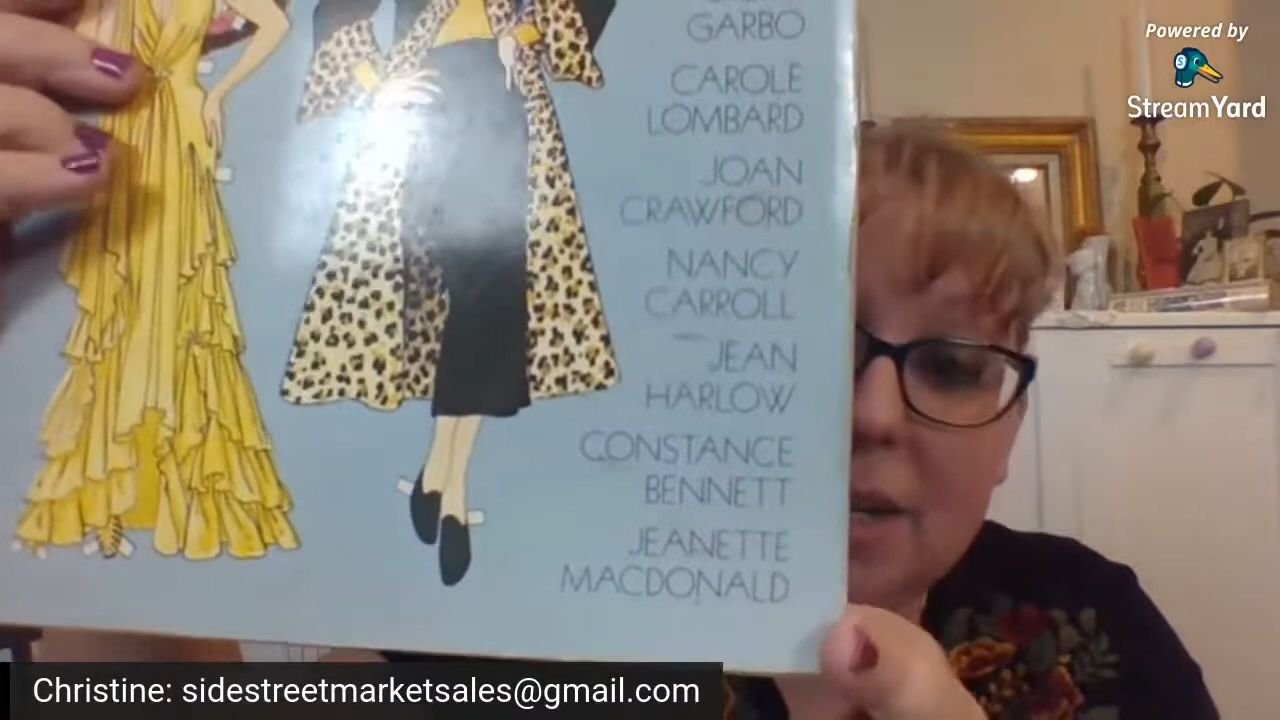 GARBO
CAROLE
LOMBARD
JOAN
CRAWFORD
NANCY
CARROLL
JEAN
HARLOW
CONSTANCE
BENNETT
JEANETTE
MACDONALD
Powered by
StreamYard
Christine: sidestreetmarketsales@gmail.com